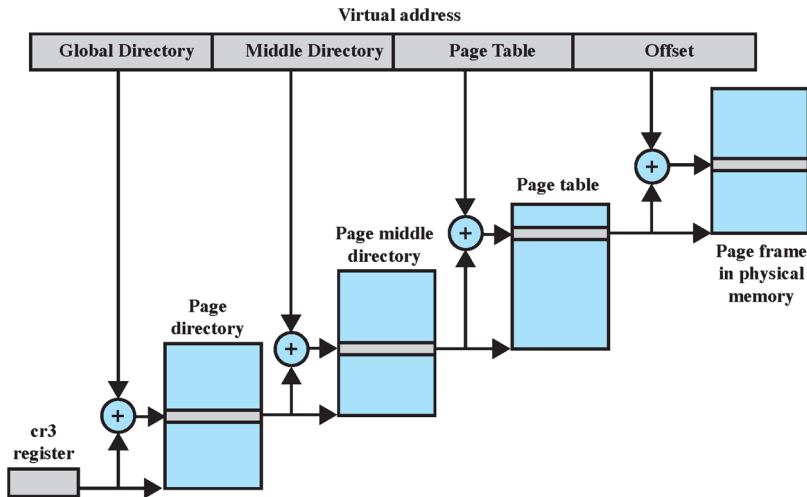 Virtual address
Global Directory
Middle Directory
Page Table
Offset
+
Page table
+
Page frame
in physical
memory
Page middle
directory
+
Page
directory
+
cr3
register